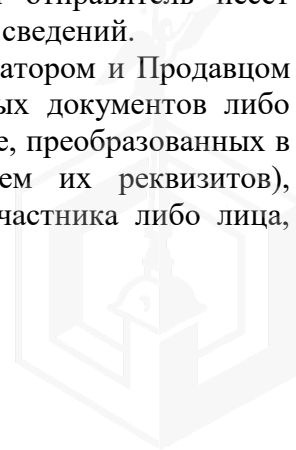 отправитель несет
сведений.
атором и Продавцом
ых документов либо
е, преобразованных в
ем их реквизитов),
частника либо лица,